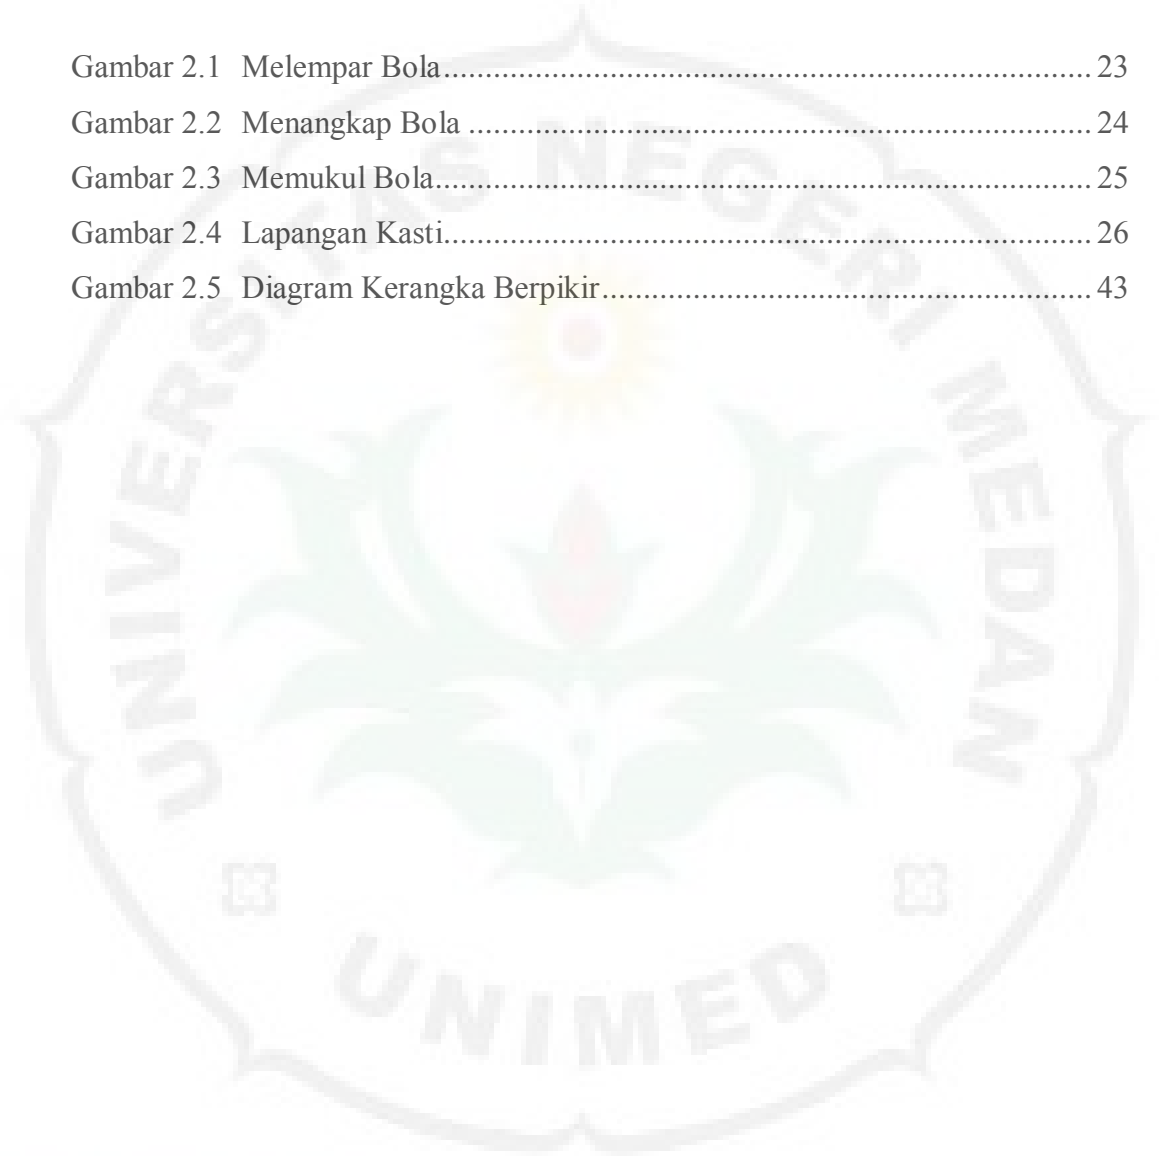 Gambar 2.1 Melempar Bola.................................................................................. 23
Gambar 2.2 Menangkap Bola ............................................................................... 24
Gambar 2.3 Memukul Bola................................................................................... 25
Gambar 2.4 Lapangan Kasti.................................................................................. 26
Gambar 2.5 Diagram Kerangka Berpikir.............................................................. 43
UNIVERSITAS NEGERI MEDAN
UNIMED